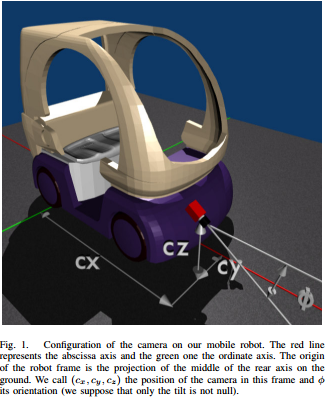 cx
cz
cy
ϕ
Fig. 1. Configuration of the camera on our mobile robot. The red line
represents the abscissa axis and the green one the ordinate axis. The origin
of the robot frame is the projection of the middle of the rear axis on the
ground. We call (cx, cy, cz) the position of the camera in this frame and ϕ
its orientation (we suppose that only the tilt is not null).